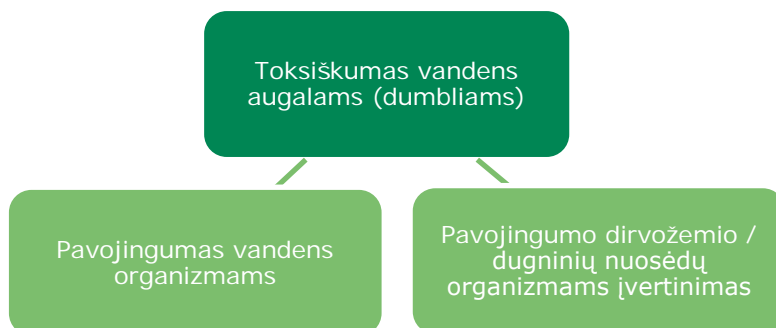 Toksiškumas vandens
augalams (dumbliams)
Pavojingumas vandens
organizmams
Pavojingumo dirvožemio /
dugninių nuosėdų
organizmams įvertinimas